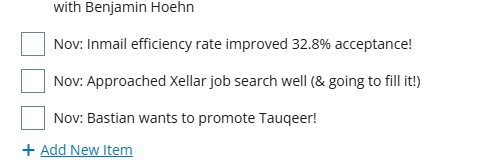 with Benjamin Hoehn
Nov: Inmail efficiency rate improved 32.8% acceptance!
Nov: Approached Xellar job search well (& going to fill it!)
Nov: Bastian wants to promote Tauqeer!
+ Add New Item